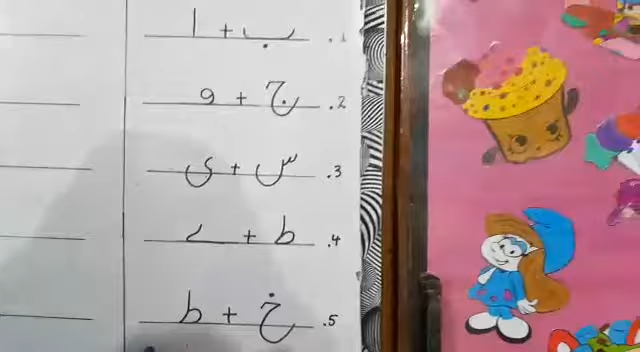 1. ب + ا
2. ج + و
3. س + ی
4. ط + د
5. خ + ط